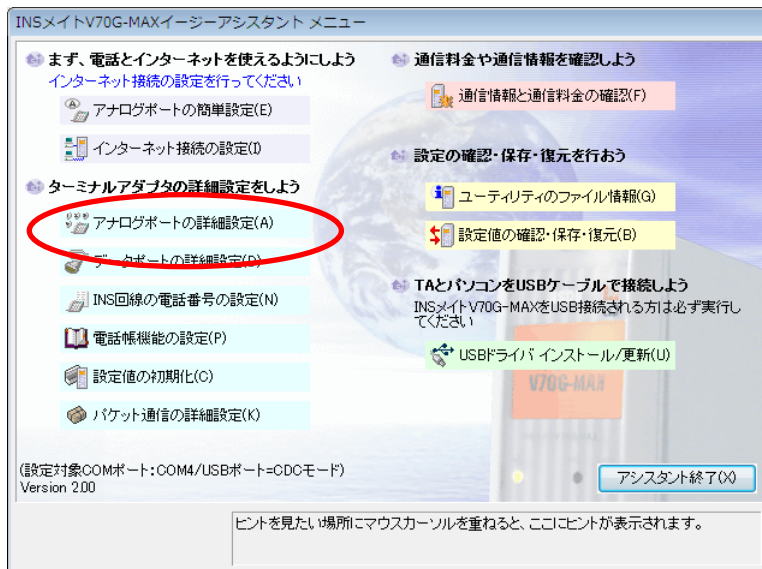 INSメイトV70G-MAXイージーアシスタント メニュー
まず、電話とインターネットを使えるようにしよう
インターネット接続の設定を行ってください
アナログポートの簡単設定(E)
インターネット接続の設定(I)
ターミナルアダプタの詳細設定をしよう
アナログポートの詳細設定(A)
データポートの詳細設定(D)
INS回線の電話番号の設定(N)
電話帳機能の設定(P)
設定値の初期化(C)
パケット通信の詳細設定(K)
通信料金や通信情報を確認しよう
通信情報と通信料金の確認(F)
設定の確認・保存・復元を行おう
ユーティリティのファイル情報(G)
設定値の確認・保存・復元(B)
TAとパソコンをUSBケーブルで接続しよう
INSメイトV70G-MAXをUSB接続される方は必ず実行し
てください
USBドライバ インストール/更新(U)
V70G-MAX
(設定対象COMポート:COM4/USBポート=CDCモード)
Version 2.00
アシスタント終了(X)
ヒントを見たい場所にマウスカーソルを重ねると、ここにヒントが表示されます。